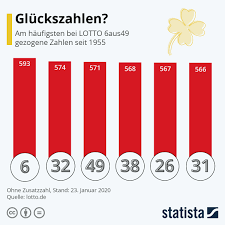 Glückszahlen?
Am häufigsten bei LOTTO 6aus49
gezogene Zahlen seit 1955
593 574 571 568 567 566
6 32 49 38 26 31
Ohne Zusatzzahl, Stand: 23. Januar 2020
Quelle: lotto.de
statista